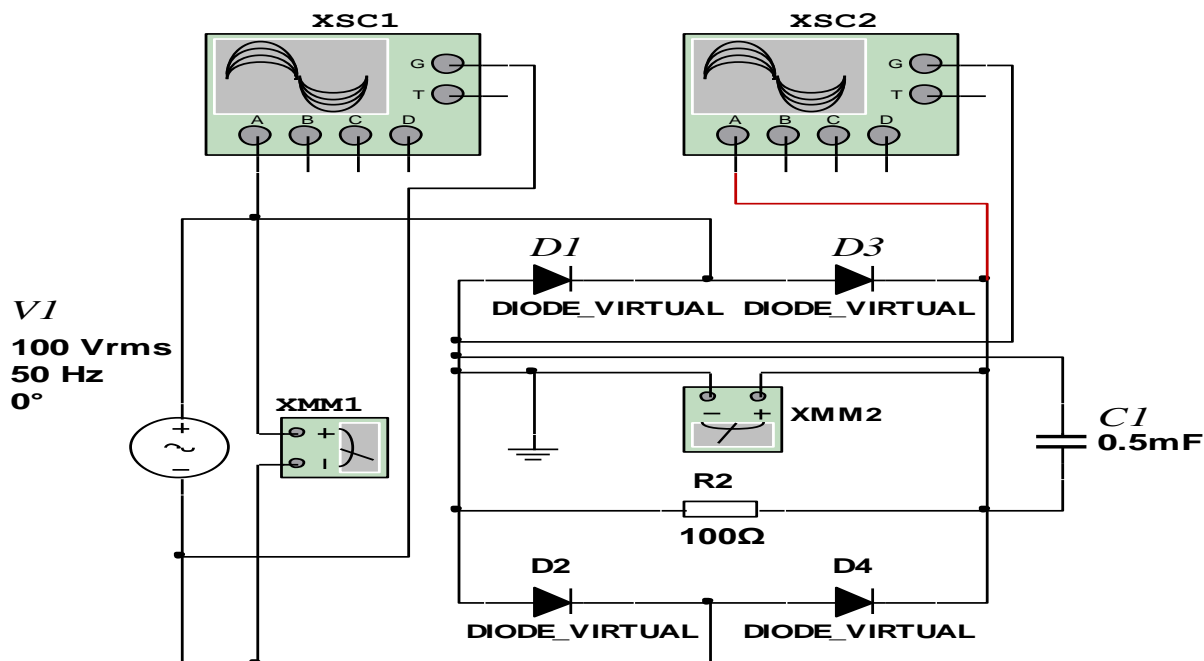 XSC1
XSC2
G
T
A B C D
G
T
A B C D
D1
D3
DIODE_VIRTUAL
DIODE_VIRTUAL
V1
100 Vrms
50 Hz
0°
XMM1
XMM2
C1
0.5mF
R2
100Ω
D2
D4
DIODE_VIRTUAL
DIODE_VIRTUAL